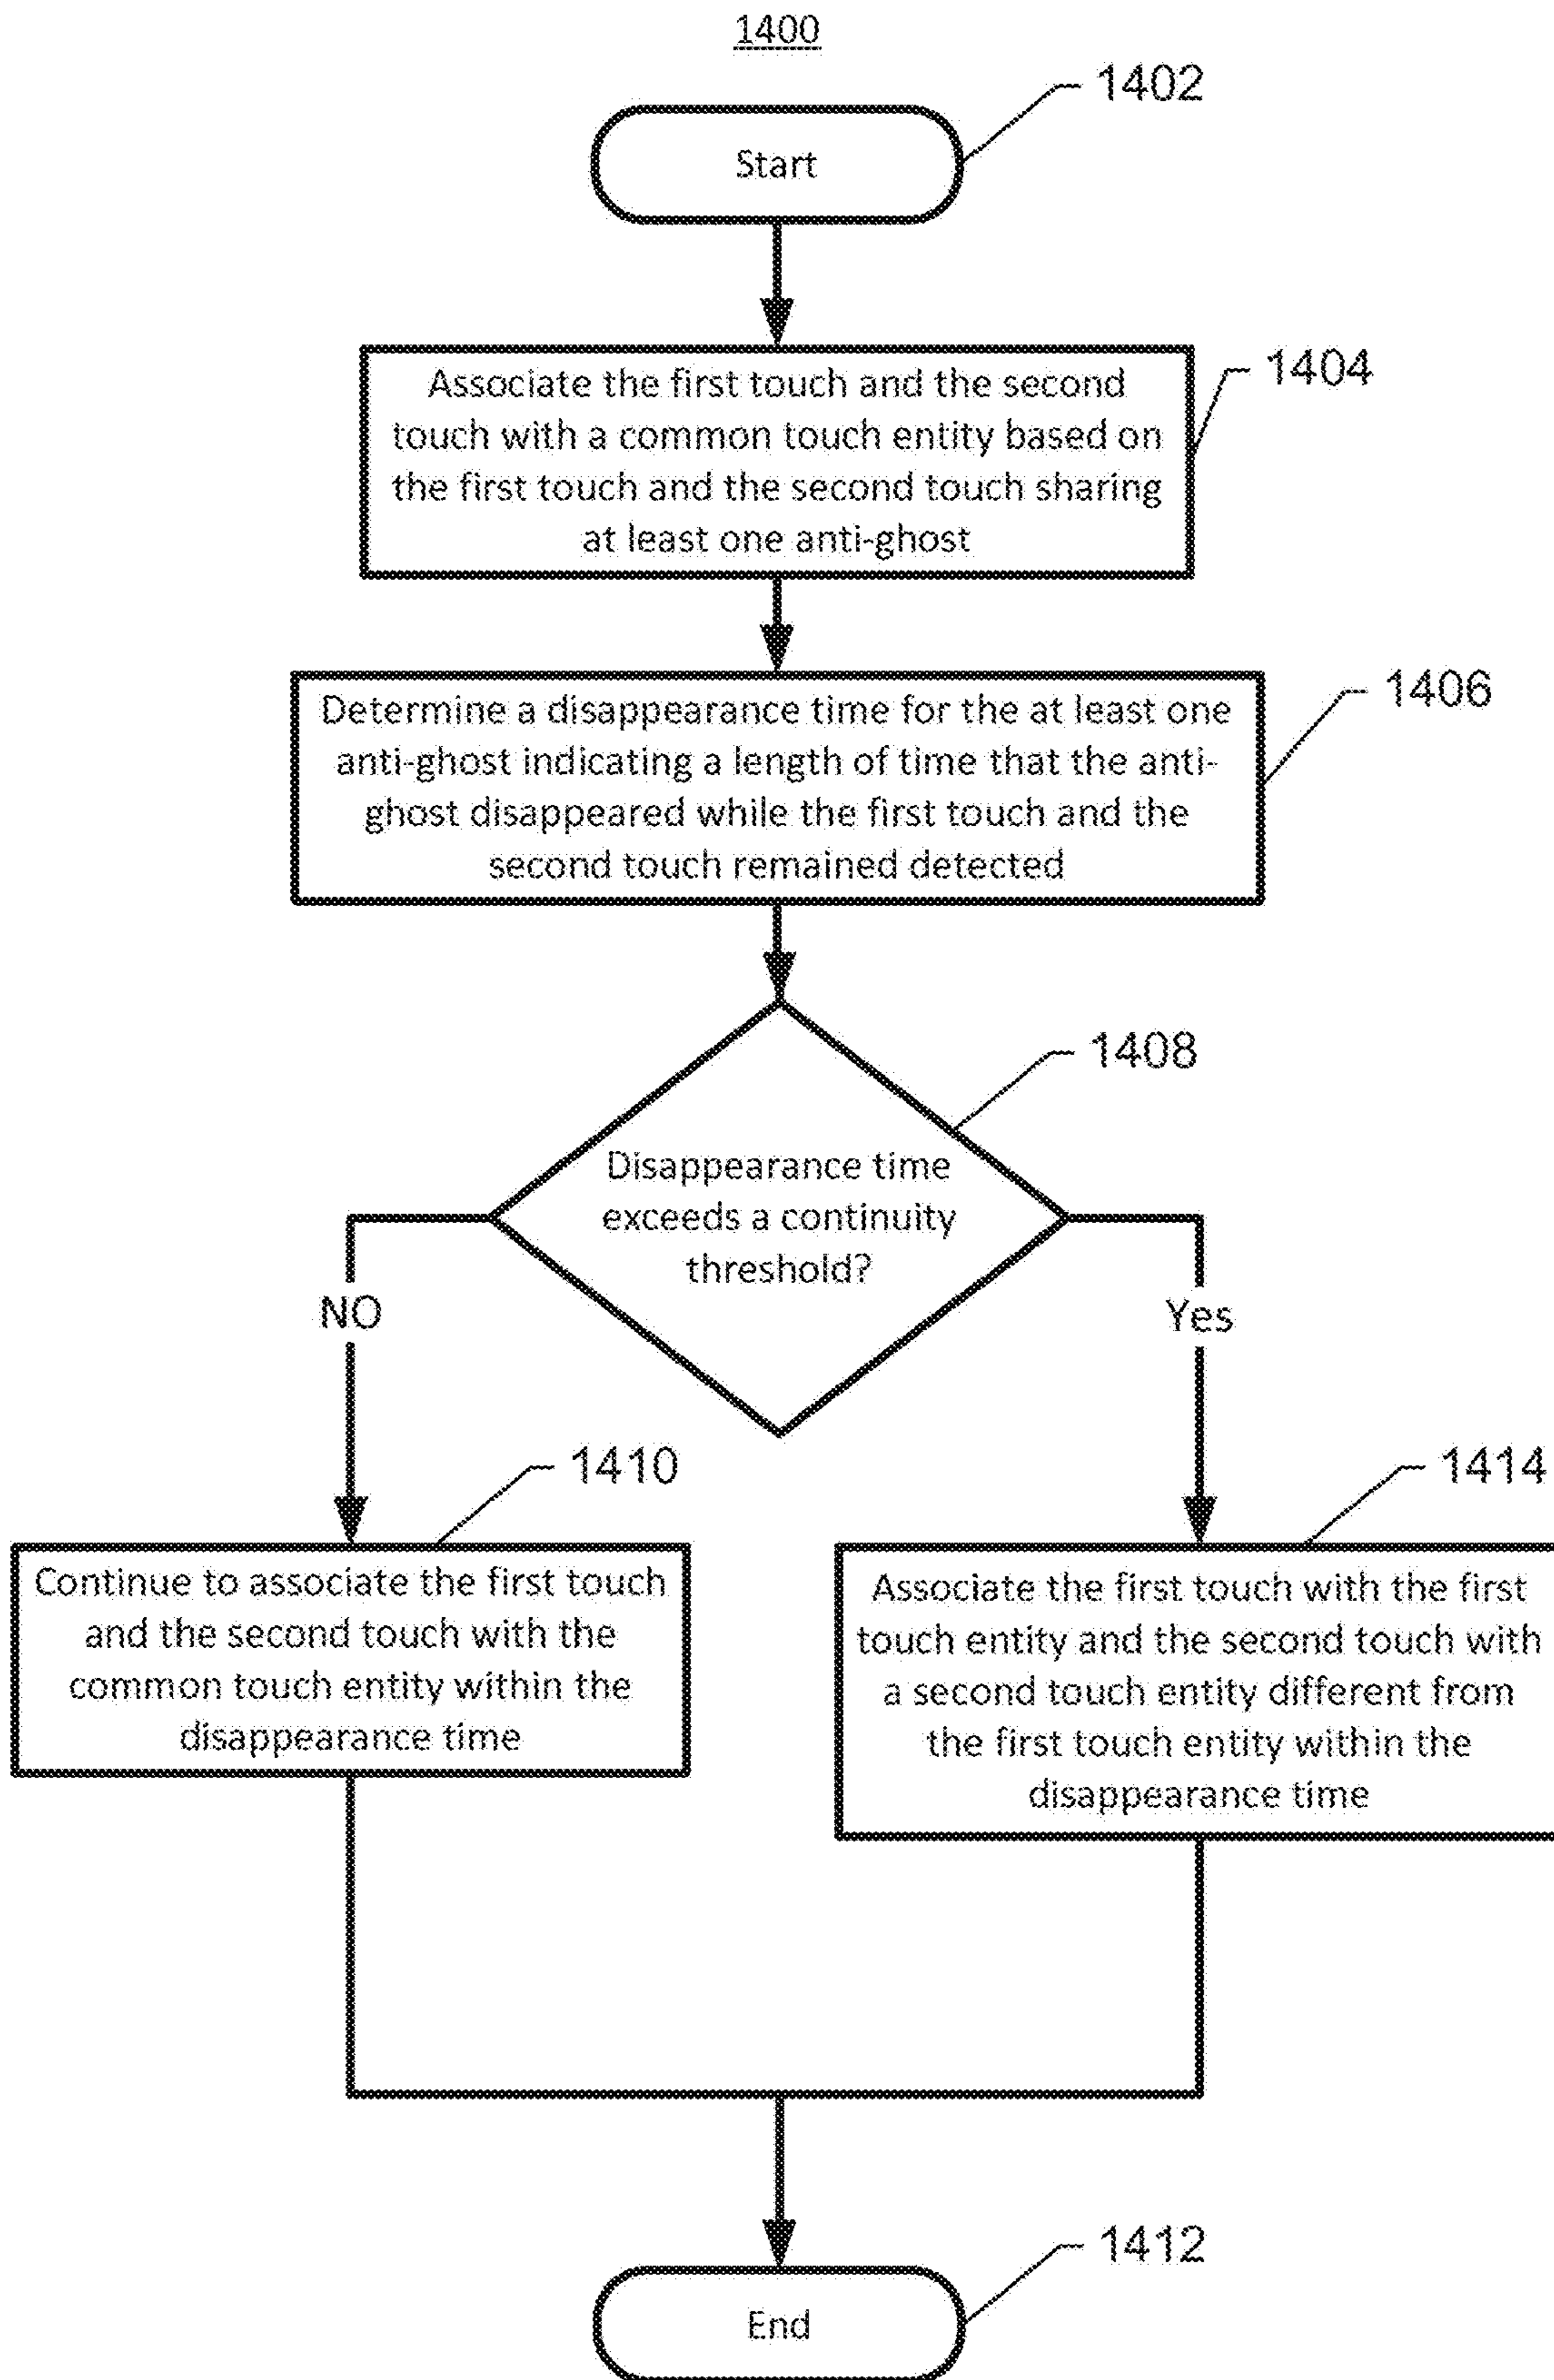 1400
1402
Start
1404
Associate the first touch and the second
touch with a common touch entity based on
the first touch and the second touch sharing
at least one anti-ghost
1406
Determine a disappearance time for the at least one
anti-ghost indicating a length of time that the anti-
ghost disappeared while the first touch and the
second touch remained detected
1408
Disappearance time
exceeds a continuity
threshold?
NO
Yes
1410
Continue to associate the first touch
and the second touch with the
common touch entity within the
disappearance time
1414
Associate the first touch with the first
touch entity and the second touch with
a second touch entity different from
the first touch entity within the
disappearance time
1412
End